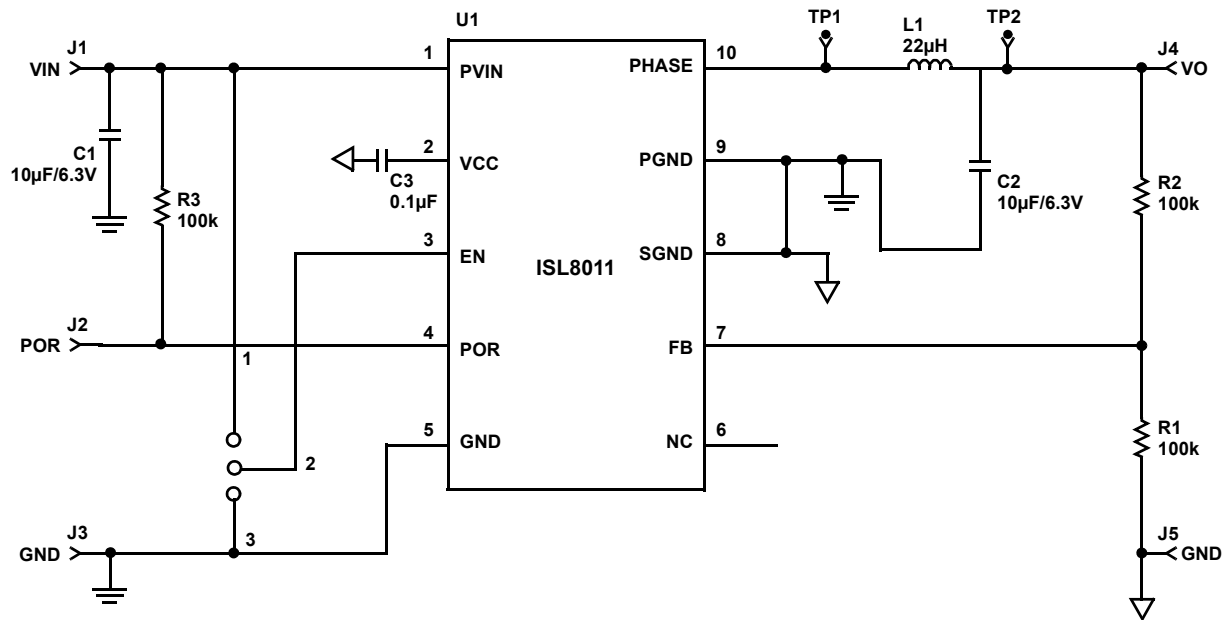 U1
TP1
L1
22µH
TP2
J1
VIN
1
PVIN
PHASE
10
J4
VO
C1
10µF/6.3V
R3
100k
C3
0.1µF
2
VCC
PGND
9
C2
10µF/6.3V
R2
100k
3
EN
ISL8011
SGND
8
J2
POR
4
POR
FB
7
1
5
GND
NC
6
R1
100k
2
J3
GND
3
J5
GND